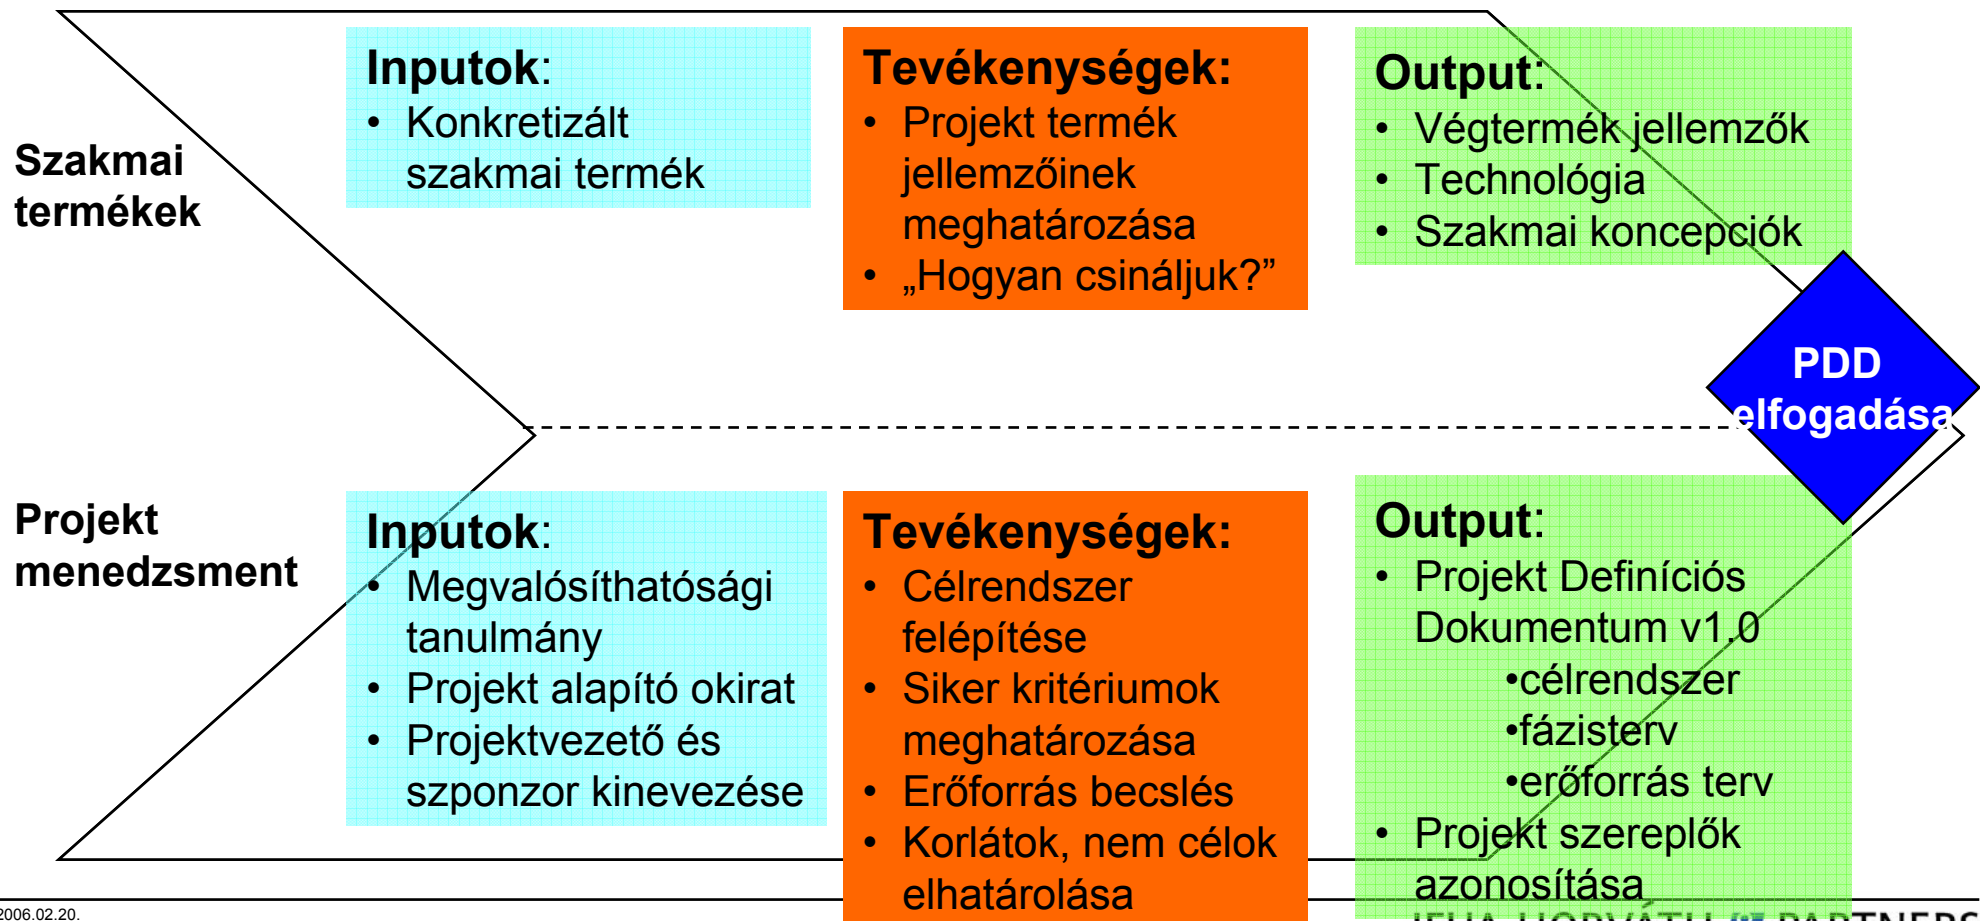 Szakmai
termékek
Inputok:
• Konkretizált
szakmai termék
Tevékenységek:
• Projekt termék
jellemzőinek
meghatározása
• „Hogyan csináljuk?”
Output:
• Végtermék jellemzők
• Technológia
• Szakmai koncepciók
PDD
elfogadása
Projekt
menedzsment
Inputok:
• Megvalósíthatósági
tanulmány
• Projekt alapító okirat
• Projektvezető és
szponzor kinevezése
Tevékenységek:
• Célrendszer
felépítése
• Siker kritériumok
meghatározása
• Erőforrás becslés
• Korlátok, nem célok
elhatárolása
Output:
• Projekt Definíciós
Dokumentum v1.0
•célrendszer
•fázisterv
•erőforrás terv
• Projekt szereplők
azonosítása
2006.02.20.
HORVÁTH PARTNERS